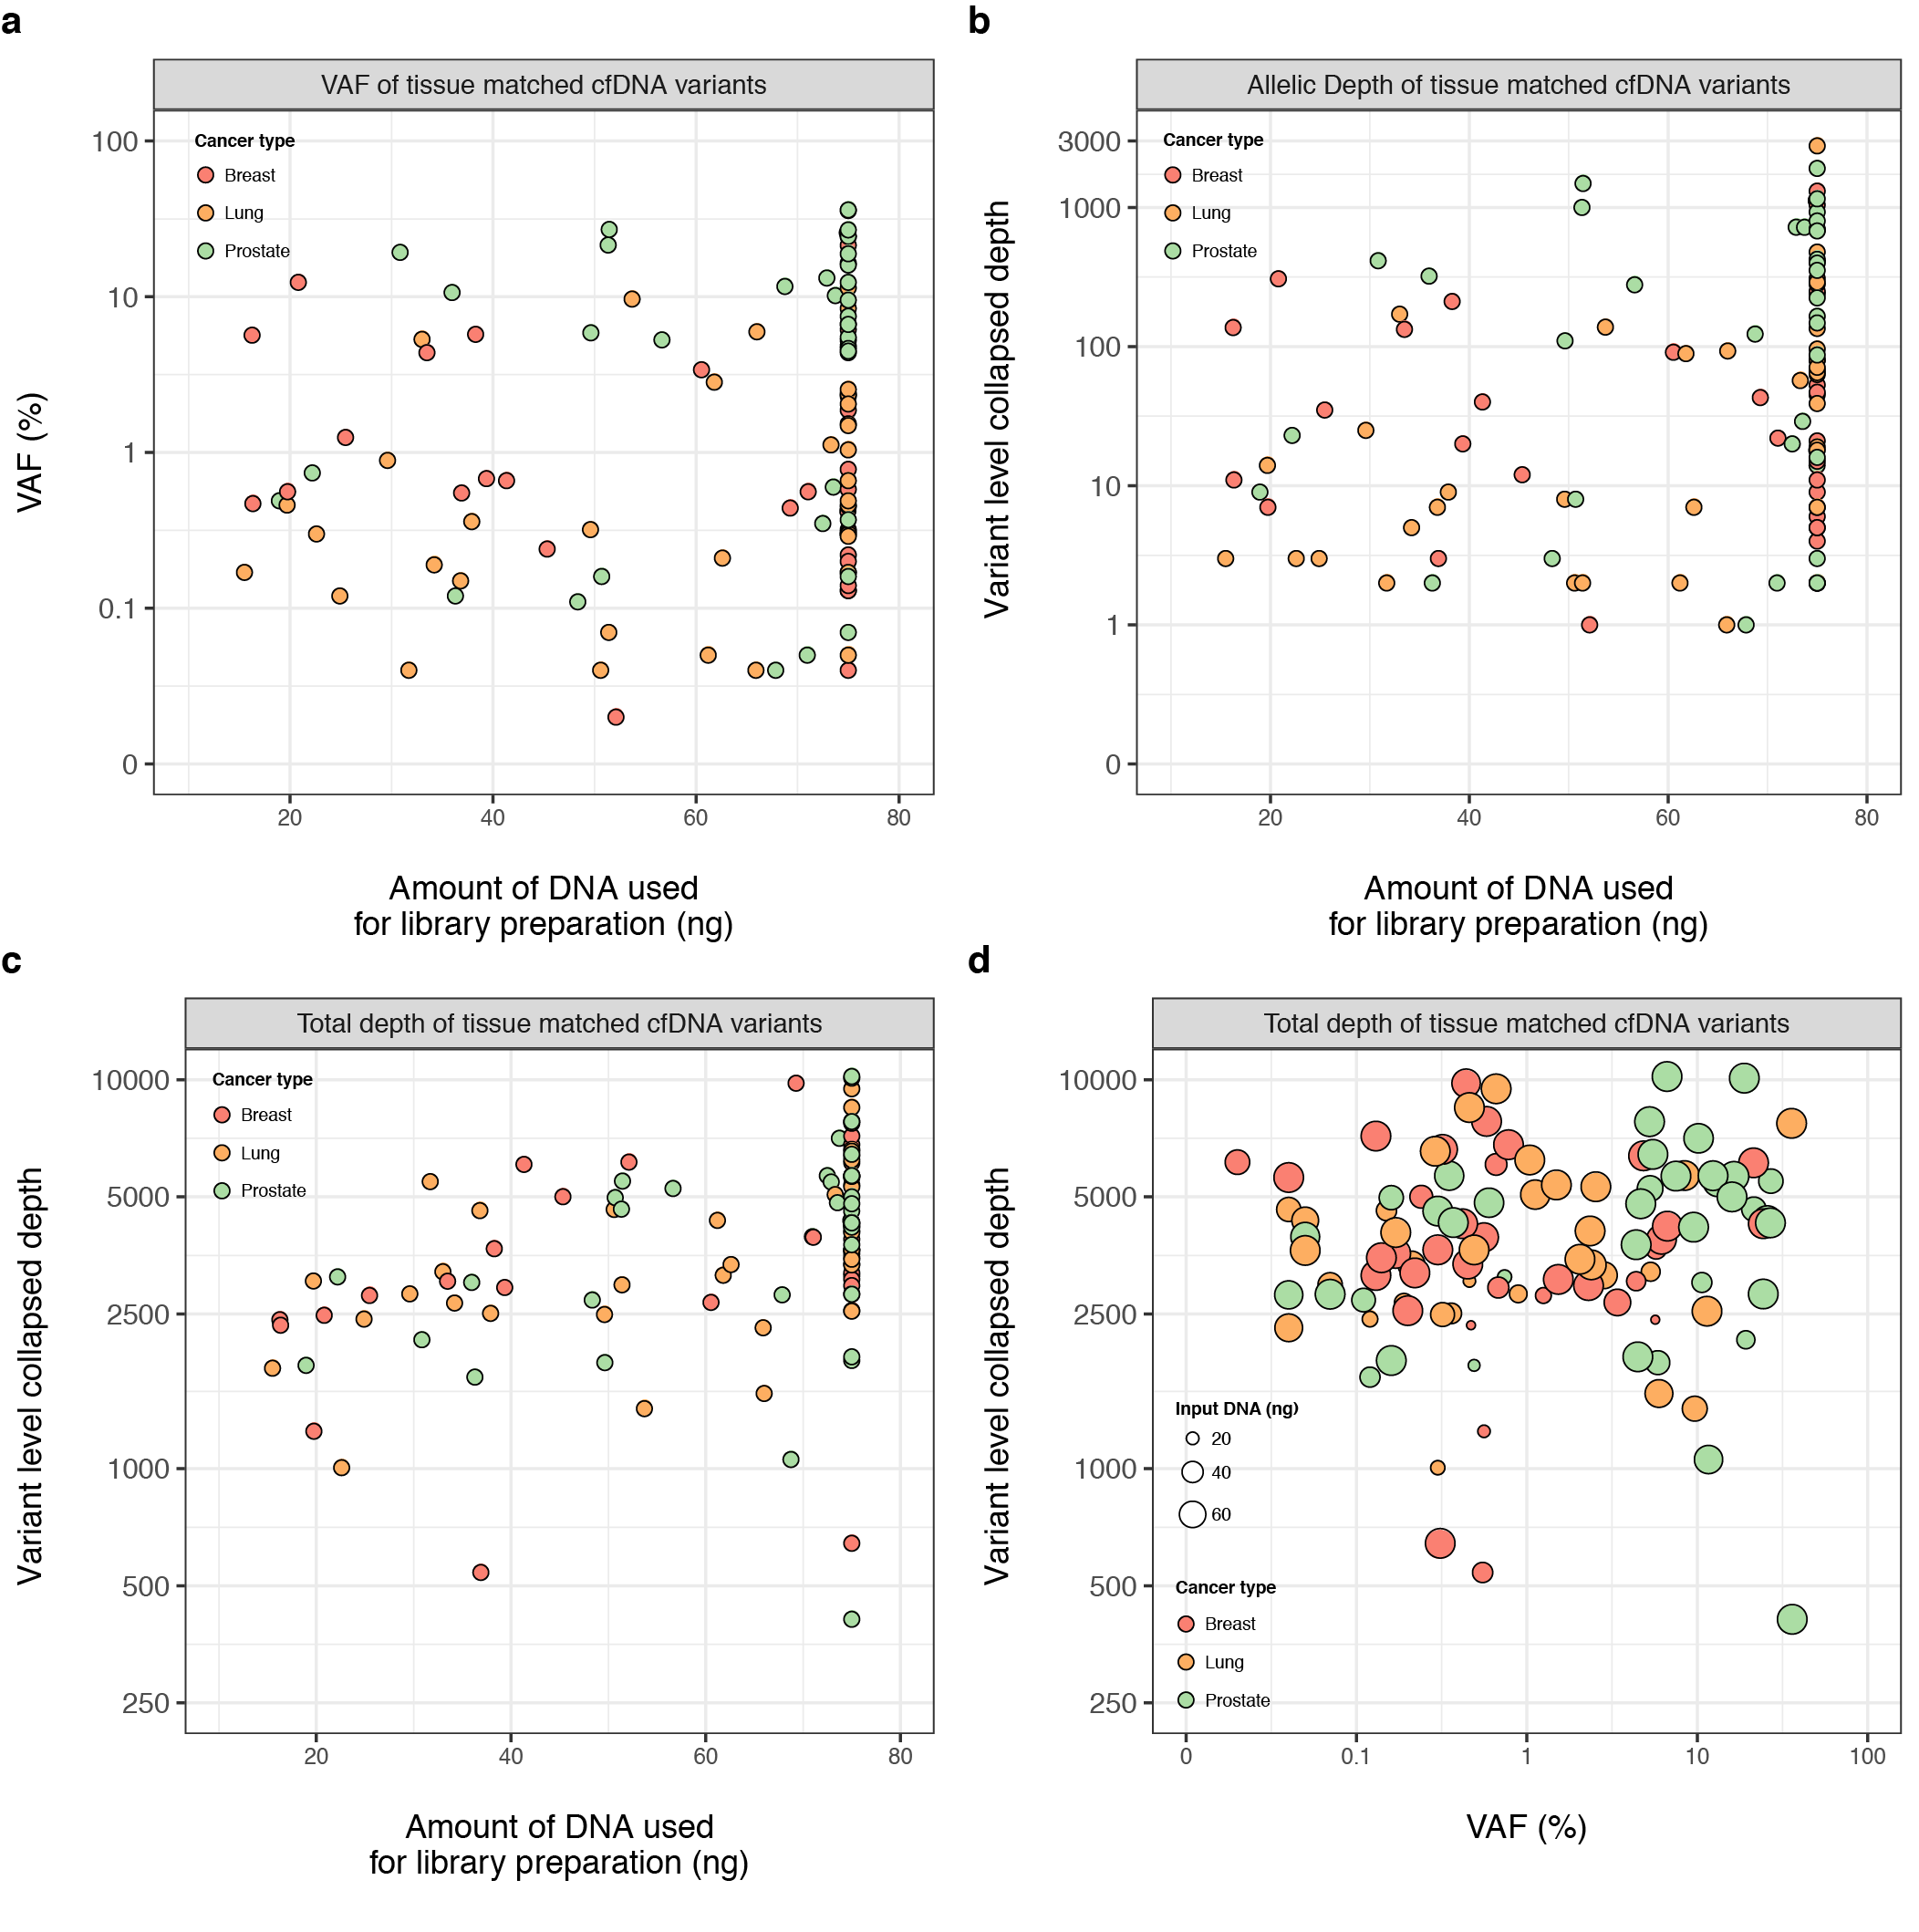 a
VAF of tissue matched cfDNA variants
VAF (%)
100
10
1
0.1
0
Cancer type
Breast
Lung
Prostate
20 40 60 80
Amount of DNA used
for library preparation (ng)
b
Allelic Depth of tissue matched cfDNA variants
Variant level collapsed depth
3000
1000
100
10
1
0
Cancer type
Breast
Lung
Prostate
20 40 60 80
Amount of DNA used
for library preparation (ng)
c
Total depth of tissue matched cfDNA variants
Variant level collapsed depth
10000
5000
2500
1000
500
250
Cancer type
Breast
Lung
Prostate
20 40 60 80
Amount of DNA used
for library preparation (ng)
d
Total depth of tissue matched cfDNA variants
Variant level collapsed depth
10000
5000
2500
1000
500
250
Input DNA (ng)
20
40
60
Cancer type
Breast
Lung
Prostate
0 0.1 1 10 100
VAF (%)